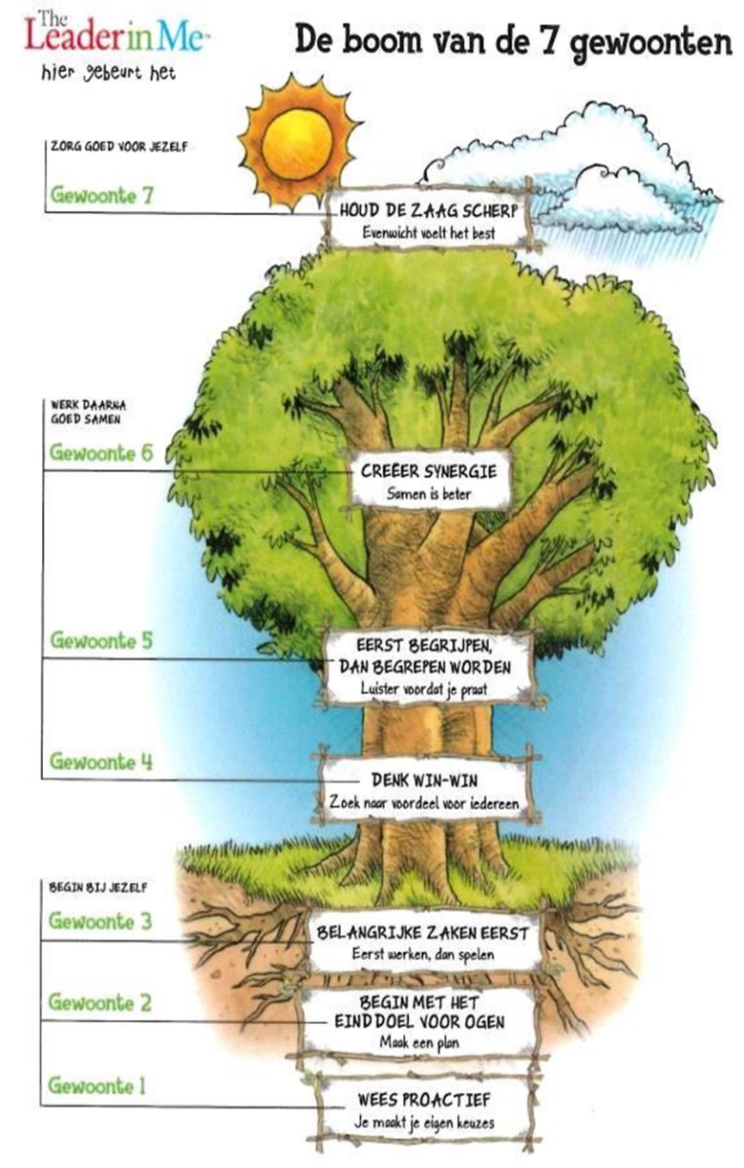 The
Leader in Me™
hier gebeurt het
De boom van de 7 gewoonten
ZORG GOED VOOR JEZELF
Gewoonte 7
HOUD DE ZAAG SCHERP
Evenwicht voelt het best
WERK DAARNA
GOED SAMEN
Gewoonte 6
CREËER SYNERGIE
Samen is beter
Gewoonte 5
EERST BEGRIJPEN,
DAN BEGREPEN WORDEN
Luister voordat je praat
Gewoonte 4
DENK WIN-WIN
Zoek naar voordeel voor iedereen
BEGIN BIJ JEZELF
Gewoonte 3
BELANGRIJKE ZAKEN EERST
Eerst werken, dan spelen
Gewoonte 2
BEGIN MET HET
EINDDOEL VOOR OGEN
Maak een plan
Gewoonte 1
WEES PROACTIEF
Je maakt je eigen keuzes